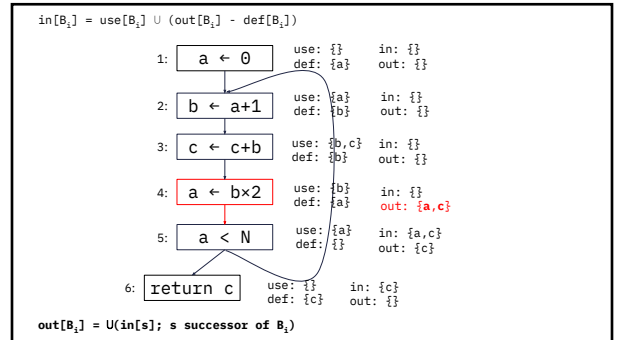 in[Bi] = use[Bi] ∪ (out[Bi] - def[Bi])
1: a ← 0 use: {} in: {}
def: {a} out: {}
2: b ← a+1 use: {a} in: {}
def: {b} out: {}
3: c ← c+b use: {b,c} in: {}
def: {b} out: {}
4: a ← b×2 use: {b} in: {}
def: {a} out: {a,c}
5: a < N use: {a} in: {a,c}
def: {} out: {c}
6: return c use: {} in: {c}
def: {c} out: {}
out[Bi] = ∪(in[s]; s successor of Bi)